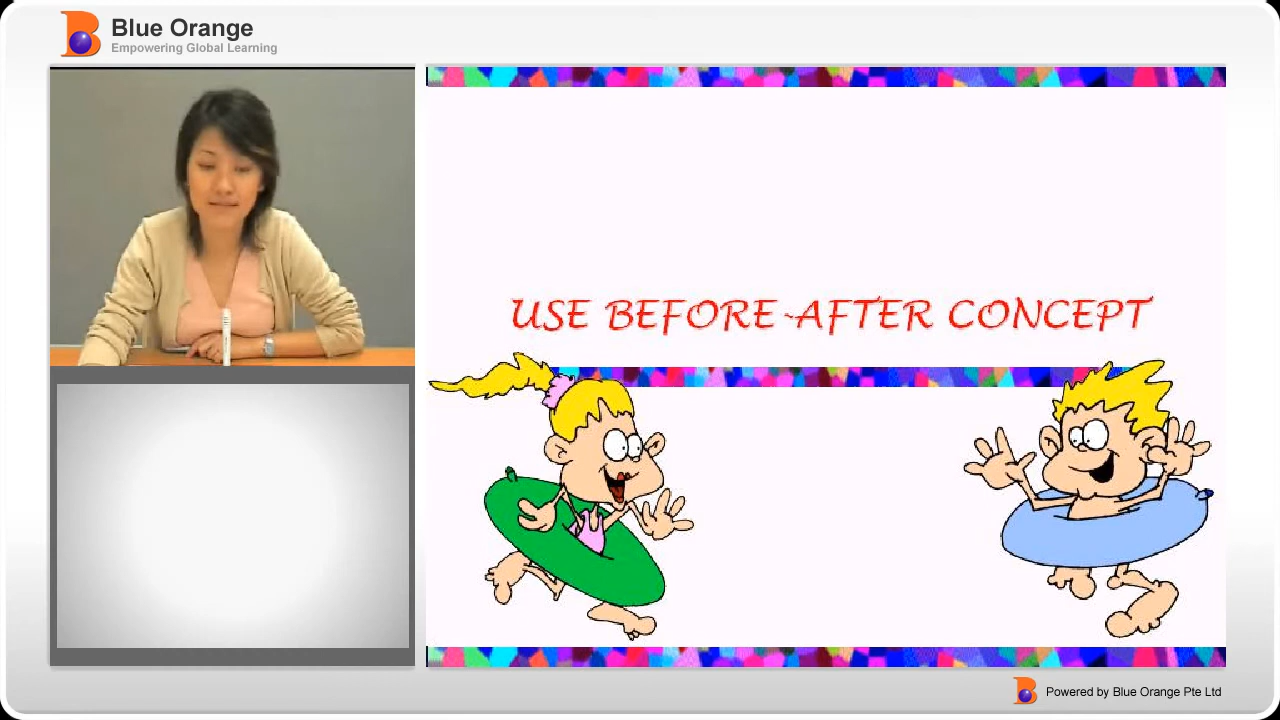 Blue Orange
Empowering Global Learning
USE BEFORE-AFTER CONCEPT
Powered by Blue Orange Pte Ltd